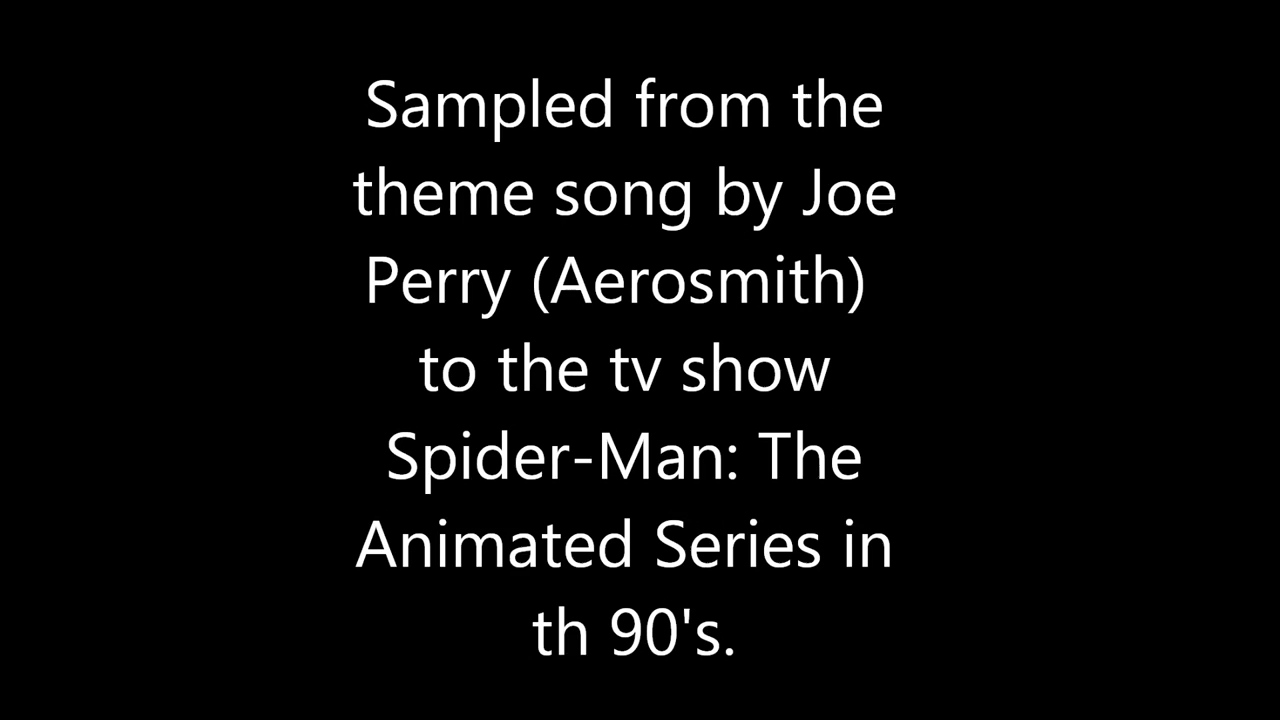 Sampled from the
theme song by Joe
Perry (Aerosmith)
to the tv show
Spider-Man: The
Animated Series in
th 90's.